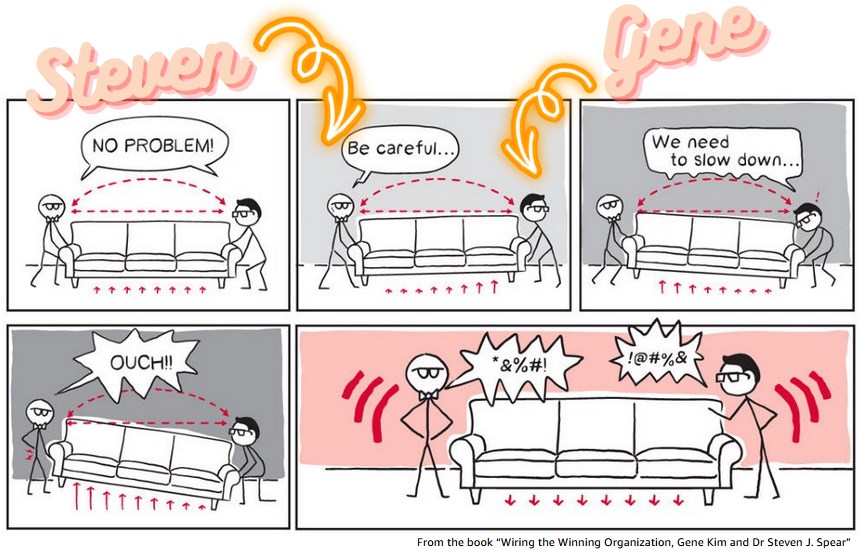 Steven
Gene
NO PROBLEM!
Be careful...
We need
to slow down...
!
OUCH!!
*&%#!
!@#%&
From the book “Wiring the Winning Organization, Gene Kim and Dr Steven J. Spear”